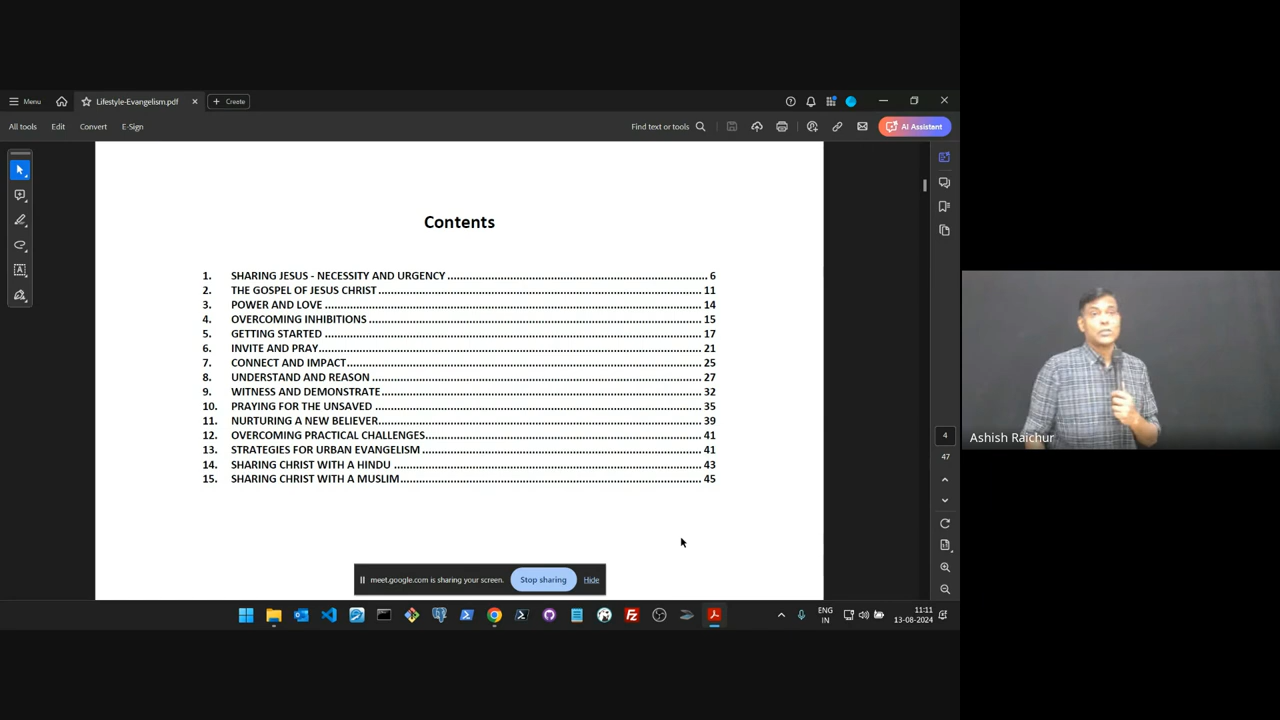 Menu
Lifestyle-Evangelism.pdf
Create
All tools
Edit
Convert
E-Sign
Find text or tools
AI Assistant
Contents
1. SHARING JESUS - NECESSITY AND URGENCY 6
2. THE GOSPEL OF JESUS CHRIST 11
3. POWER AND LOVE 14
4. OVERCOMING INHIBITIONS 15
5. GETTING STARTED 17
6. INVITE AND PRAY 21
7. CONNECT AND IMPACT 25
8. UNDERSTAND AND REASON 27
9. WITNESS AND DEMONSTRATE 32
10. PRAYING FOR THE UNSAVED 35
11. NURTURING A NEW BELIEVER 39
12. OVERCOMING PRACTICAL CHALLENGES 41
13. STRATEGIES FOR URBAN EVANGELISM 41
14. SHARING CHRIST WITH A HINDU 43
15. SHARING CHRIST WITH A MUSLIM 45
4
47
Ashish Raichur
meet.google.com is sharing your screen.
Stop sharing
Hide
ENG
IN
11:11
13-08-2024